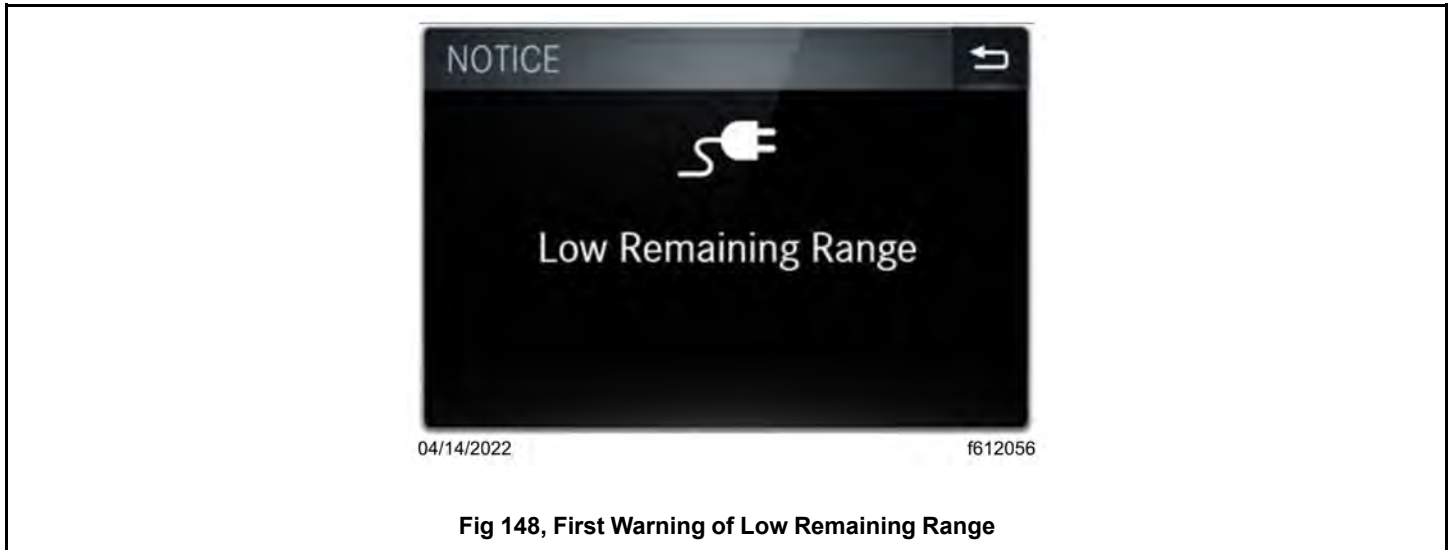 NOTICE
Low Remaining Range
04/14/2022 f612056
Fig 148, First Warning of Low Remaining Range